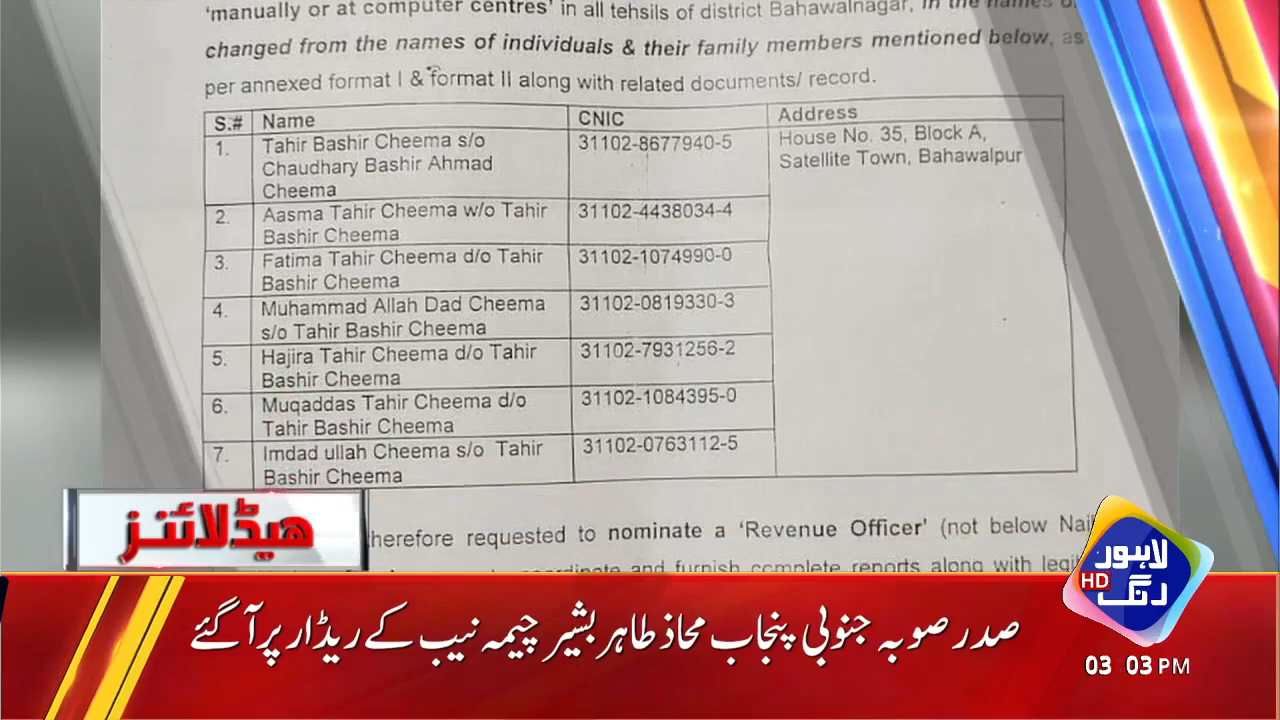 'manually or at computer centres' in all tehsils of district Bahawalnagar, in the names
changed from the names of individuals & their family members mentioned below, as
per annexed format I & format II along with related documents/ record.
S.# Name CNIC Address
1. Tahir Bashir Cheema s/o Chaudhary Bashir Ahmad Cheema 31102-8677940-5 House No. 35, Block A, Satellite Town, Bahawalpur
2. Aasma Tahir Cheema w/o Tahir Bashir Cheema 31102-4438034-4
3. Fatima Tahir Cheema d/o Tahir Bashir Cheema 31102-1074990-0
4. Muhammad Allah Dad Cheema s/o Tahir Bashir Cheema 31102-0819330-3
5. Hajira Tahir Cheema d/o Tahir Bashir Cheema 31102-7931256-2
6. Muqaddas Tahir Cheema d/o Tahir Bashir Cheema 31102-1084395-0
7. Imdad ullah Cheema s/o Tahir Bashir Cheema 31102-0763112-5
herefore requested to nominate a 'Revenue Officer' (not below
and furnish complete reports along with
ہیڈلائنز
صدر صوبہ جنوبی پنجاب محاذ طاہر بشیر چیمہ نیب کے ریڈار پر آگئے
لاہور
رنگ
HD
03 03 PM